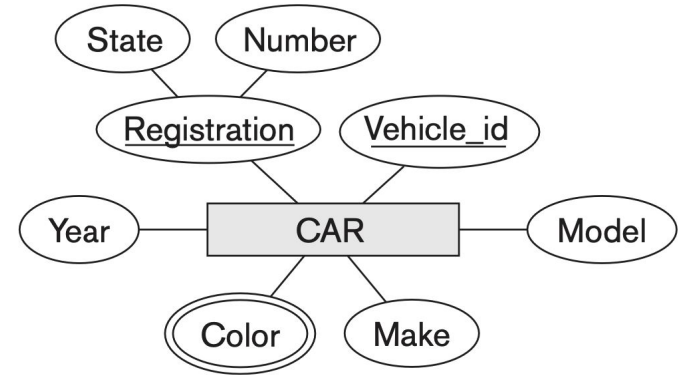 State
Number
Registration
Vehicle_id
Year
CAR
Model
Color
Make